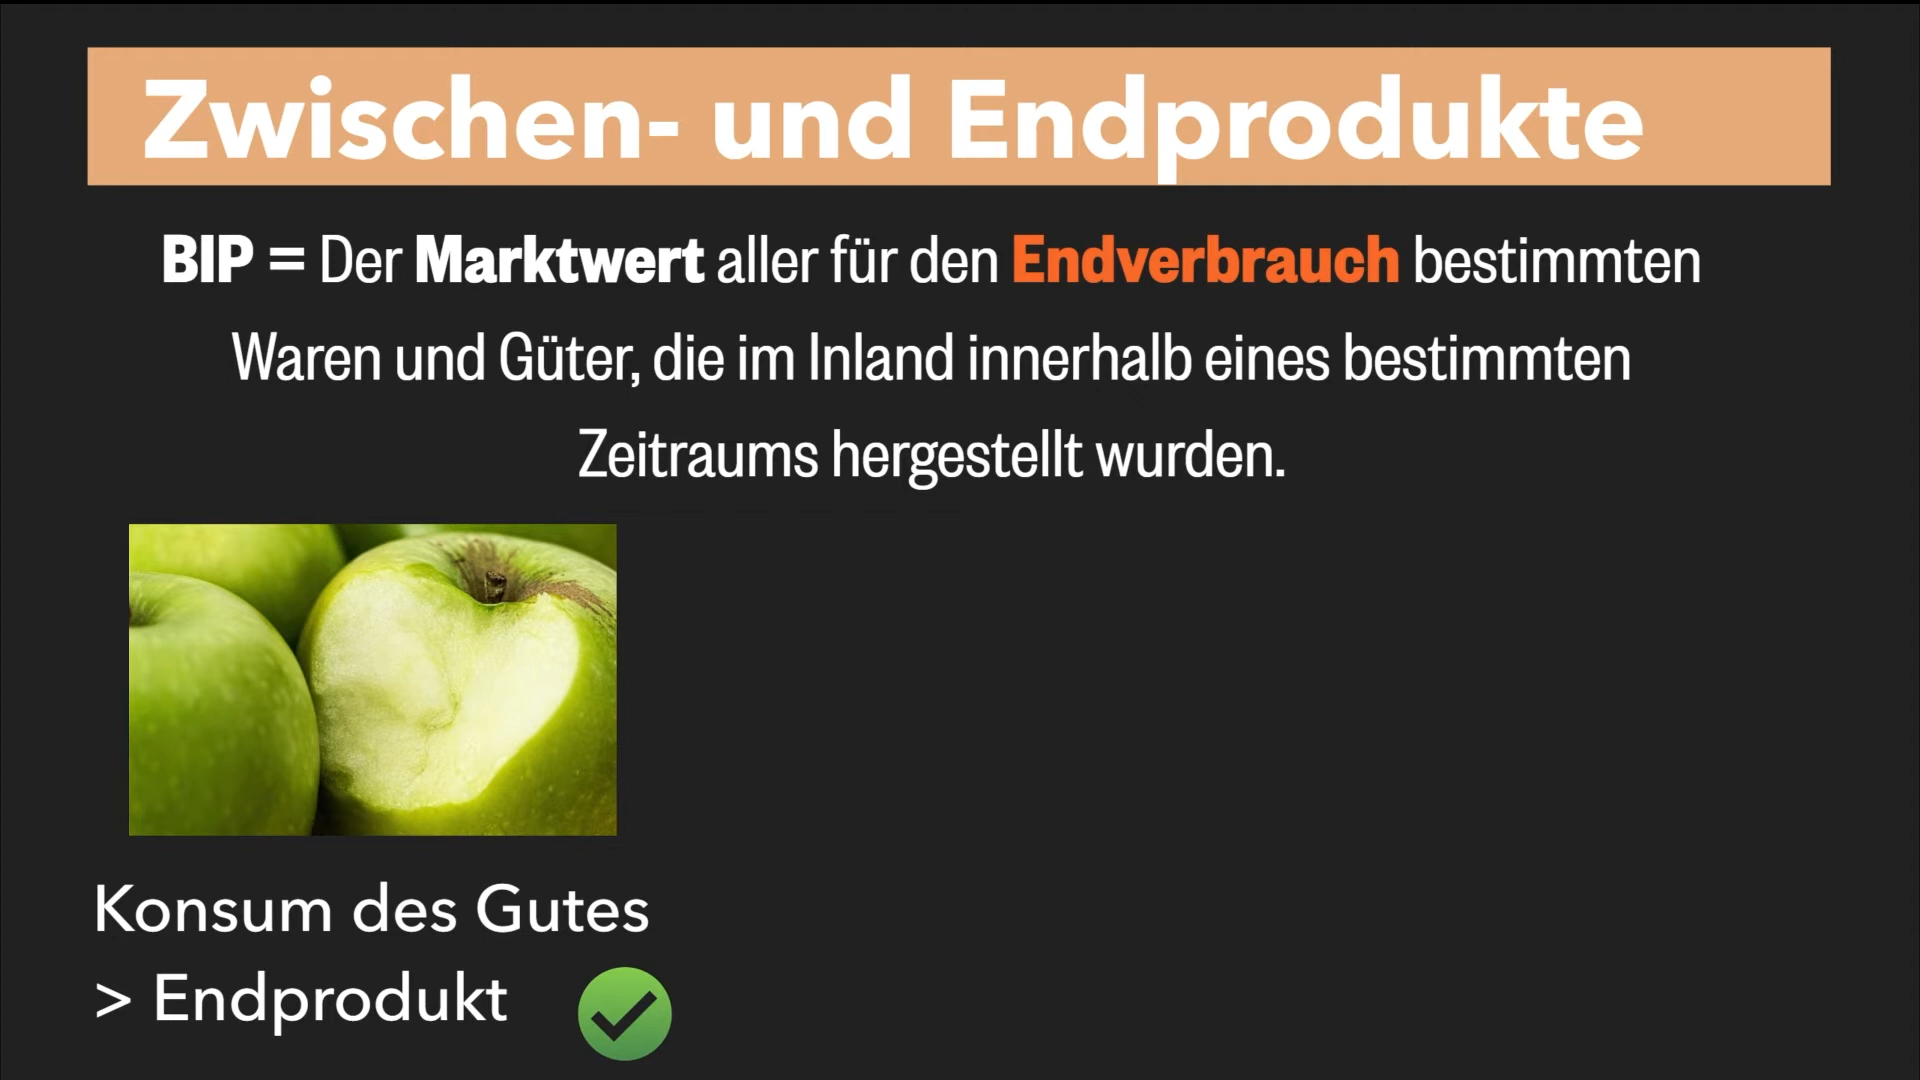 Zwischen- und Endprodukte
BIP = Der Marktwert aller für den Endverbrauch bestimmten
Waren und Güter, die im Inland innerhalb eines bestimmten
Zeitraums hergestellt wurden.
Konsum des Gutes
> Endprodukt